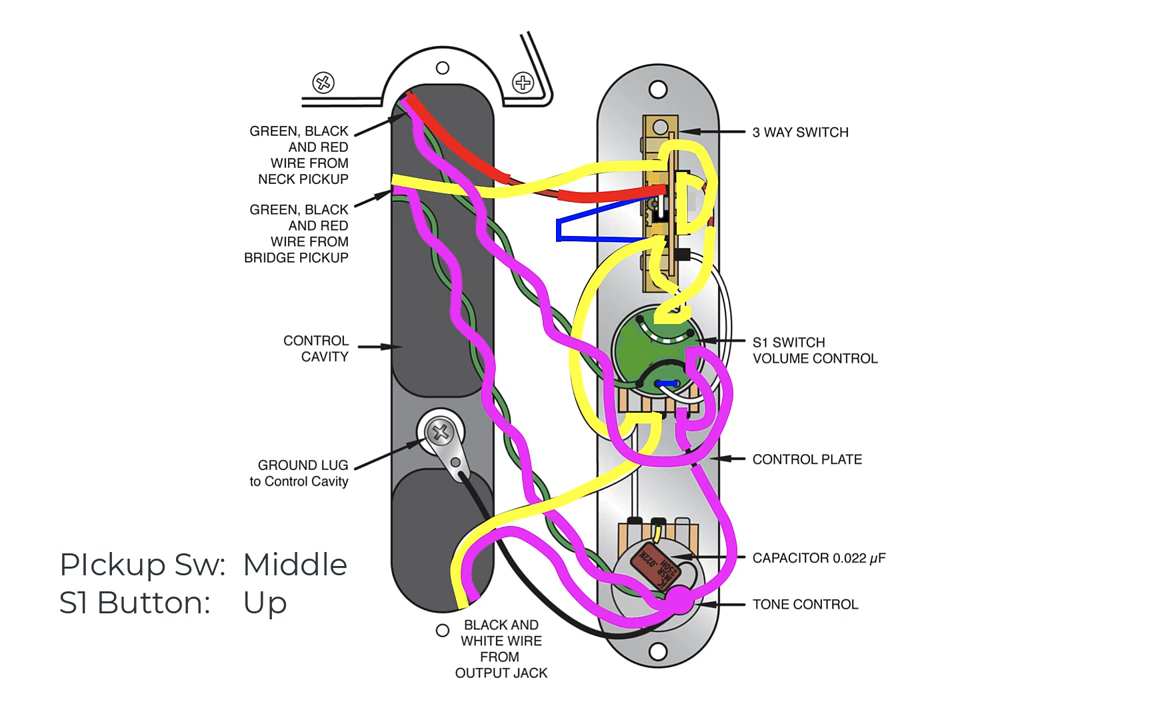 GREEN, BLACK
AND RED
WIRE FROM
NECK PICKUP
GREEN, BLACK
AND RED
WIRE FROM
BRIDGE PICKUP
CONTROL
CAVITY
GROUND LUG
to Control Cavity
PIckup Sw: Middle
S1 Button: Up
BLACK AND
WHITE WIRE
FROM
OUTPUT JACK
3 WAY SWITCH
S1 SWITCH
VOLUME CONTROL
CONTROL PLATE
CAPACITOR 0.022 µF
TONE CONTROL